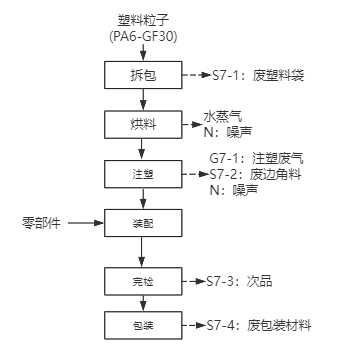 塑料粒子
(PA6-GF30)
拆包
S7-1：废塑料袋
烘料
水蒸气
N：噪声
注塑
G7-1：注塑废气
S7-2：废边角料
N：噪声
零部件
装配
完检
S7-3：次品
包装
S7-4：废包装材料